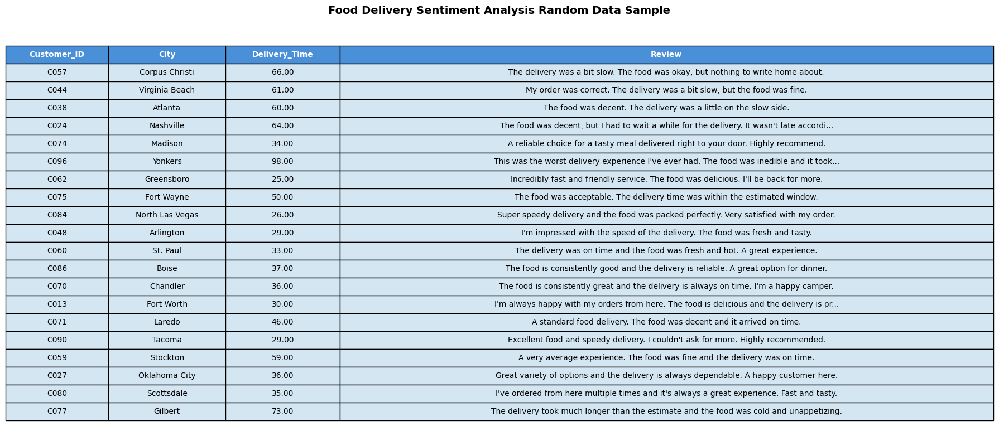 Food Delivery Sentiment Analysis Random Data Sample
Customer_ID City Delivery_Time Review
C057 Corpus Christi 66.00 The delivery was a bit slow. The food was okay, but nothing to write home about.
C044 Virginia Beach 61.00 My order was correct. The delivery was a bit slow, but the food was fine.
C038 Atlanta 60.00 The food was decent. The delivery was a little on the slow side.
C024 Nashville 64.00 The food was decent, but I had to wait a while for the delivery. It wasn't late accordi...
C074 Madison 34.00 A reliable choice for a tasty meal delivered right to your door. Highly recommend.
C096 Yonkers 98.00 This was the worst delivery experience I've ever had. The food was inedible and it took...
C062 Greensboro 25.00 Incredibly fast and friendly service. The food was delicious. I'll be back for more.
C075 Fort Wayne 50.00 The food was acceptable. The delivery time was within the estimated window.
C084 North Las Vegas 26.00 Super speedy delivery and the food was packed perfectly. Very satisfied with my order.
C048 Arlington 29.00 I'm impressed with the speed of the delivery. The food was fresh and tasty.
C060 St. Paul 33.00 The delivery was on time and the food was fresh and hot. A great experience.
C086 Boise 37.00 The food is consistently good and the delivery is reliable. A great option for dinner.
C070 Chandler 36.00 The food is consistently great and the delivery is always on time. I'm a happy camper.
C013 Fort Worth 30.00 I'm always happy with my orders from here. The food is delicious and the delivery is pr...
C071 Laredo 46.00 A standard food delivery. The food was decent and it arrived on time.
C090 Tacoma 29.00 Excellent food and speedy delivery. I couldn't ask for more. Highly recommended.
C059 Stockton 59.00 A very average experience. The food was fine and the delivery was on time.
C027 Oklahoma City 36.00 Great variety of options and the delivery is always dependable. A happy customer here.
C080 Scottsdale 35.00 I've ordered from here multiple times and it's always a great experience. Fast and tasty.
C077 Gilbert 73.00 The delivery took much longer than the estimate and the food was cold and unappetizing.